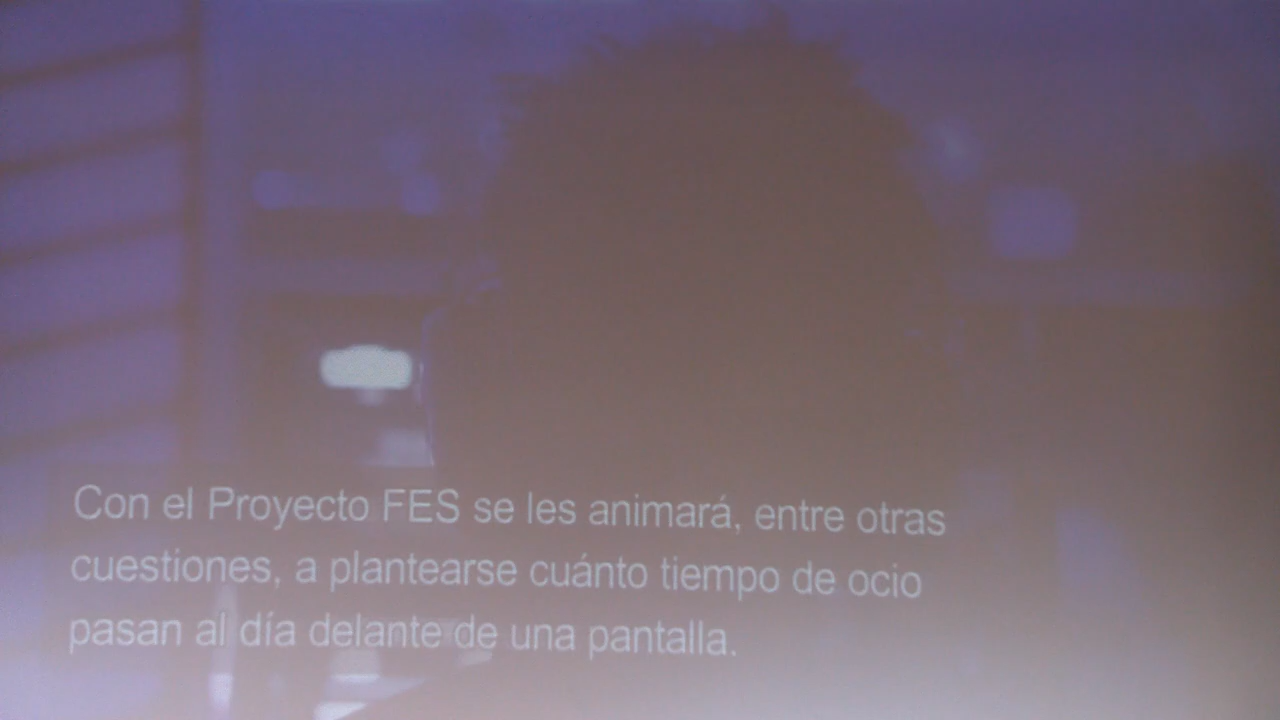 Con el Proyecto FES se les animará, entre otras
cuestiones, a plantearse cuánto tiempo de ocio
pasan al día delante de una pantalla.